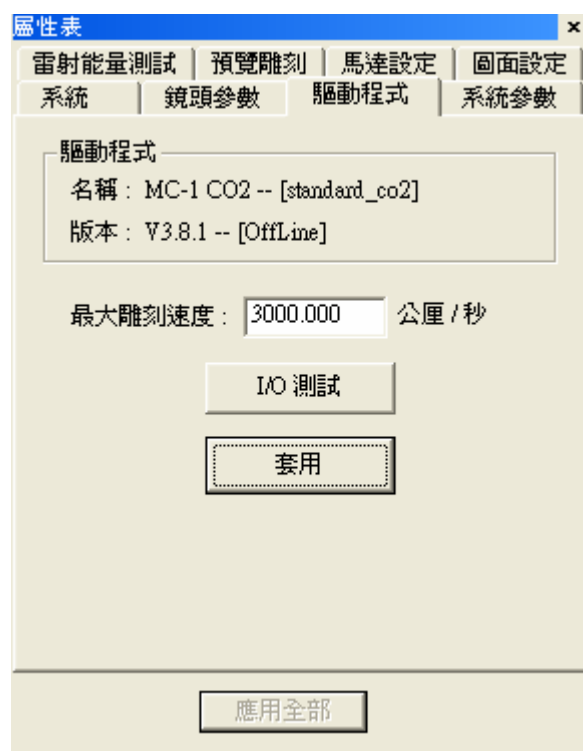 屬性表
雷射能量測試 預覽雕刻 馬達設定 圖面設定
系統 鏡頭參數 驅動程式 系統參數
驅動程式
名稱： MC-1 CO2 -- [standard_co2]
版本： V3.8.1 -- [OffLine]
最大雕刻速度： 3000.000 公厘 / 秒
I/O 測試
套用
應用全部